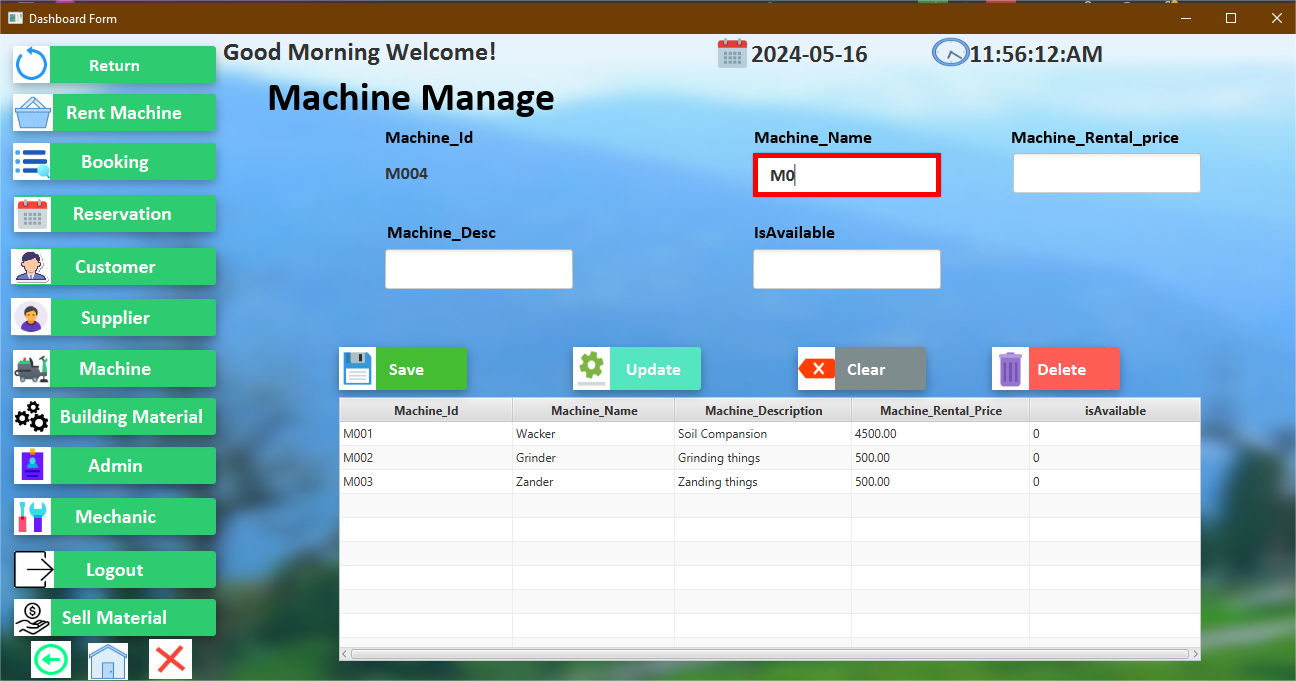 Dashboard Form
Good Morning Welcome!
2024-05-16
11:56:12:AM
Return
Rent Machine
Booking
Reservation
Customer
Supplier
Machine
Building Material
Admin
Mechanic
Logout
Sell Material
Machine Manage
Machine_Id
M004
Machine_Name
M0
Machine_Rental_price
Machine_Desc
IsAvailable
Save
Update
Clear
Delete
Machine_Id Machine_Name Machine_Description Machine_Rental_Price isAvailable
M001 Wacker Soil Compansion 4500.00 0
M002 Grinder Grinding things 500.00 0
M003 Zander Zanding things 500.00 0